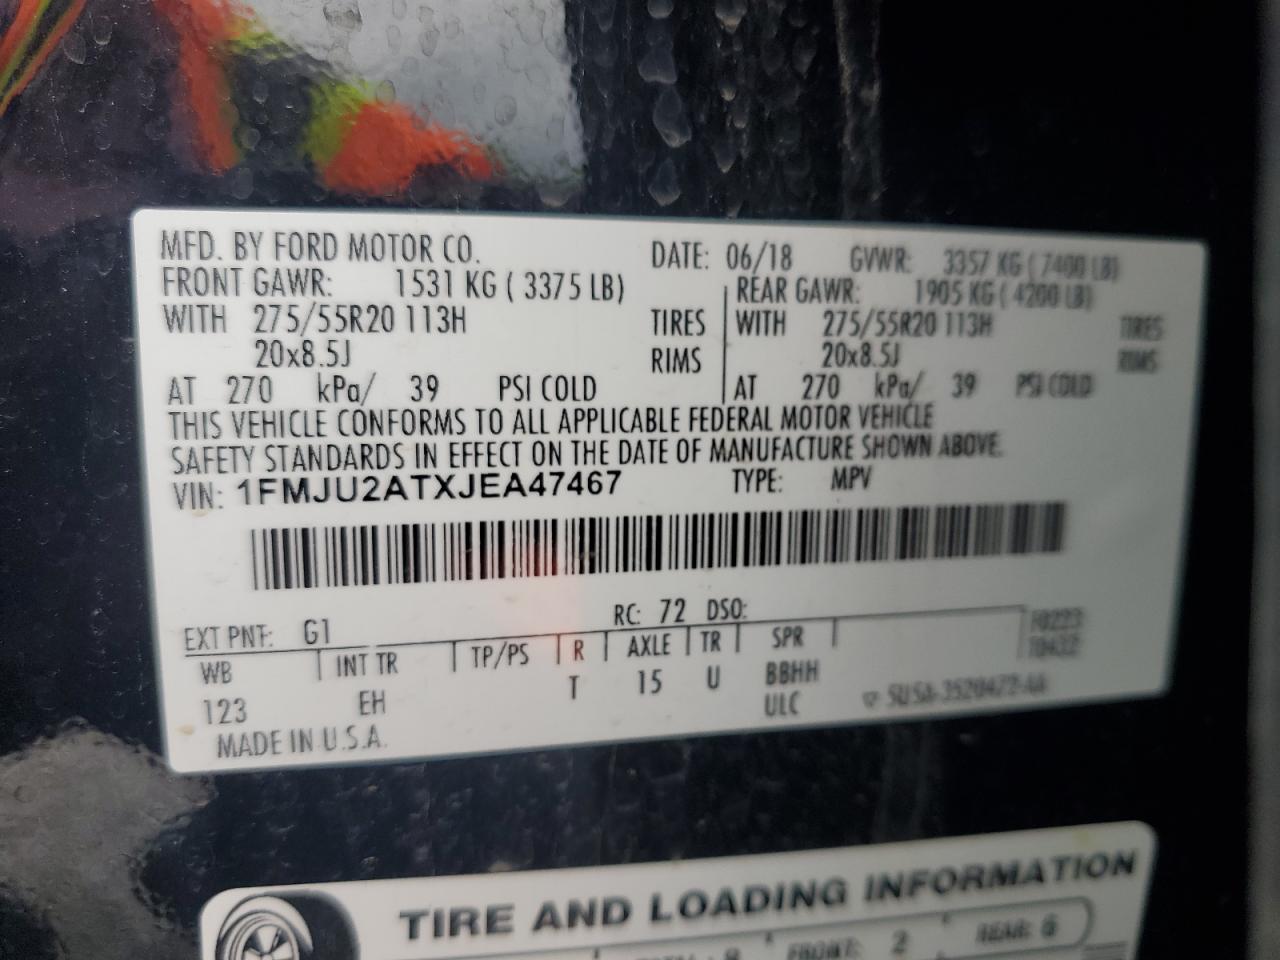 MFD. BY FORD MOTOR CO. DATE: 06/18 GVWR: 3357 KG ( 7400 LB)
FRONT GAWR: 1531 KG ( 3375 LB) REAR GAWR: 1905 KG ( 4200 LB)
WITH 275/55R20 113H TIRES WITH 275/55R20 113H TIRES
20x8.5J RIMS 20x8.5J RIMS
AT 270 kPa/ 39 PSI COLD AT 270 kPa/ 39 PSI COLD
THIS VEHICLE CONFORMS TO ALL APPLICABLE FEDERAL MOTOR VEHICLE
SAFETY STANDARDS IN EFFECT ON THE DATE OF MANUFACTURE SHOWN ABOVE.
VIN: 1FMJU2ATXJEA47467 TYPE: MPV
EXT PNT: G1 RC: 72 DSO: F0223
WB INT TR TP/PS R AXLE TR SPR T0432
123 EH T 15 U BBHH
ULC ▽ SU5A-3520472-AA
MADE IN U.S.A.
TIRE AND LOADING INFORMATION
FRONT: 2 REAR: 6